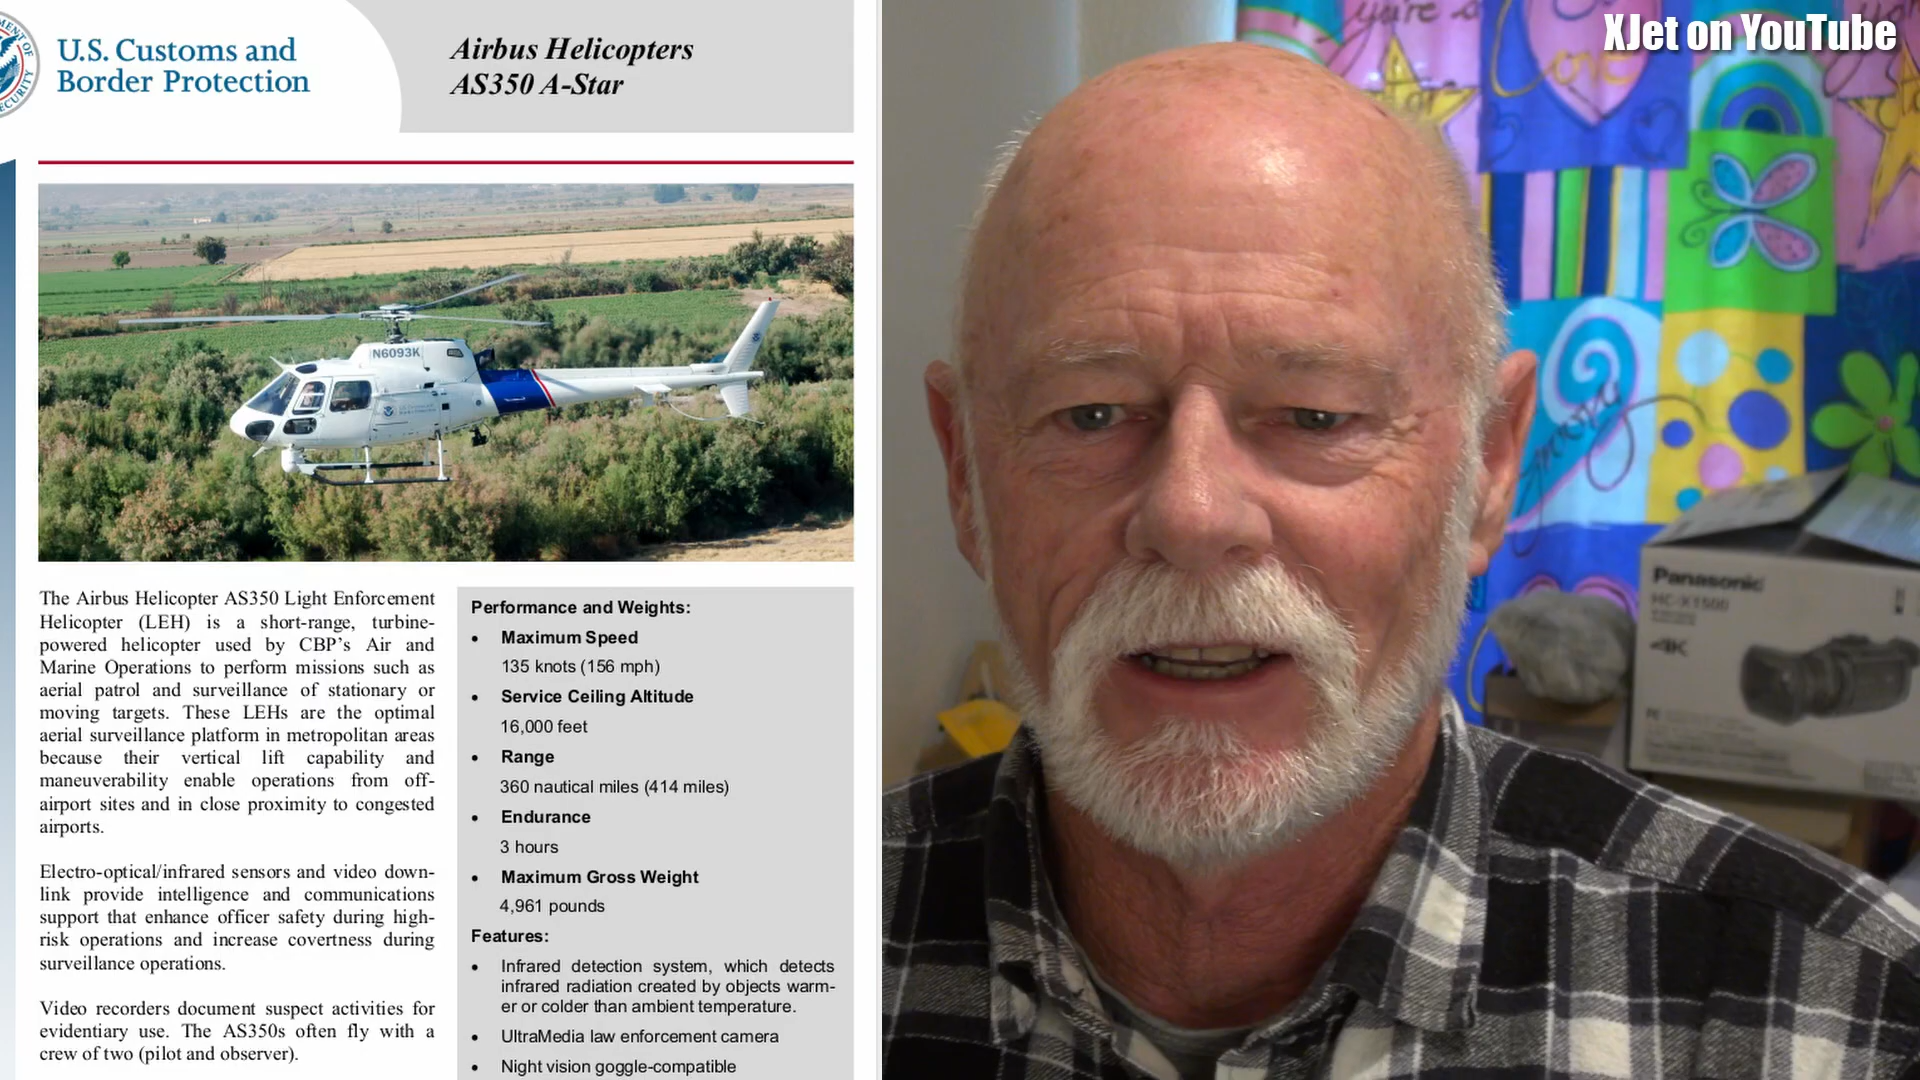 XJet on YouTube
U.S. Customs and
Border Protection
Airbus Helicopters
AS350 A-Star
N6093K
The Airbus Helicopter AS350 Light Enforcement
Helicopter (LEH) is a short-range, turbine-
powered helicopter used by CBP's Air and
Marine Operations to perform missions such as
aerial patrol and surveillance of stationary or
moving targets. These LEHs are the optimal
aerial surveillance platform in metropolitan areas
because their vertical lift capability and
maneuverability enable operations from off-
airport sites and in close proximity to congested
airports.
Electro-optical/infrared sensors and video down-
link provide intelligence and communications
support that enhance officer safety during high-
risk operations and increase covertness during
surveillance operations.
Video recorders document suspect activities for
evidentiary use. The AS350s often fly with a
crew of two (pilot and observer).
Performance and Weights:
• Maximum Speed
135 knots (156 mph)
• Service Ceiling Altitude
16,000 feet
• Range
360 nautical miles (414 miles)
• Endurance
3 hours
• Maximum Gross Weight
4,961 pounds
Features:
• Infrared detection system, which detects
infrared radiation created by objects warm-
er or colder than ambient temperature.
• UltraMedia law enforcement camera
• Night vision goggle-compatible
you're a
Love
groovy
Panasonic
HC-X1500
4K